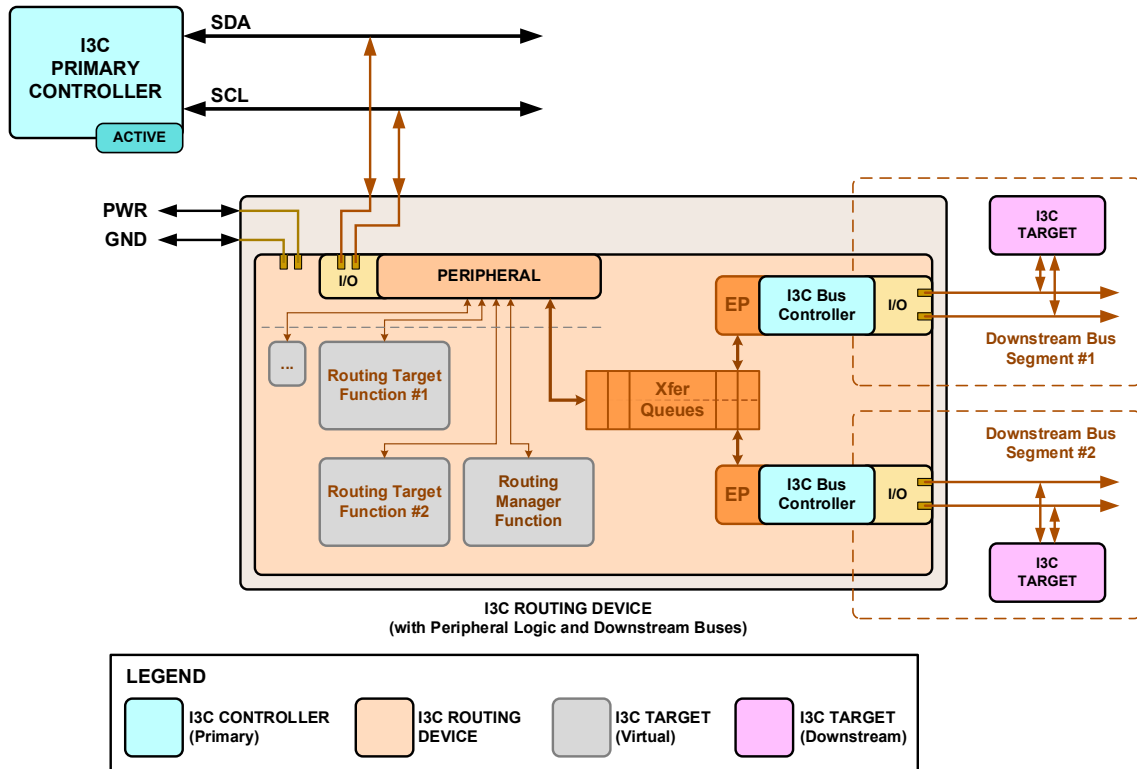 I3C
PRIMARY
CONTROLLER
ACTIVE
SDA
SCL
PWR
GND
I/O
PERIPHERAL
...
Routing Target
Function #1
Routing Target
Function #2
Routing
Manager
Function
Xfer
Queues
EP
I3C Bus
Controller
I/O
I3C
TARGET
Downstream Bus
Segment #1
Downstream Bus
Segment #2
EP
I3C Bus
Controller
I/O
I3C
TARGET
I3C ROUTING DEVICE
(with Peripheral Logic and Downstream Buses)
LEGEND
I3C CONTROLLER
(Primary)
I3C ROUTING
DEVICE
I3C TARGET
(Virtual)
I3C TARGET
(Downstream)